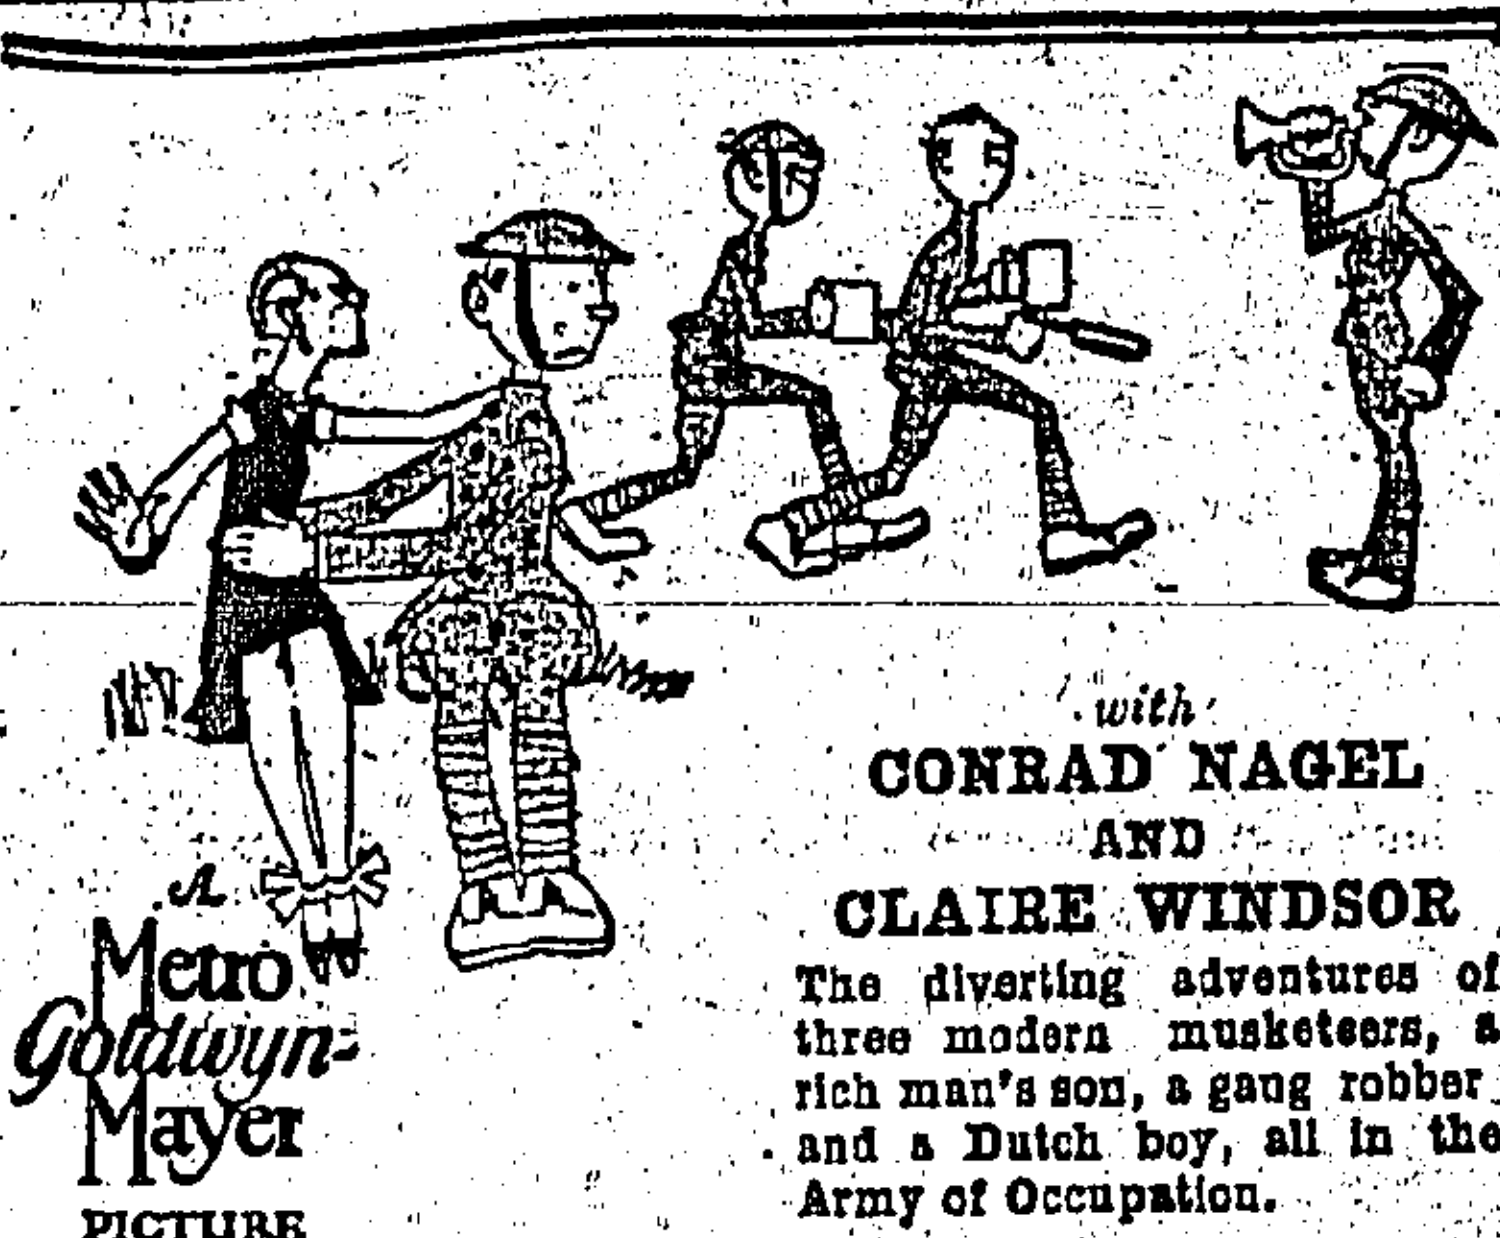 with
CONRAD NAGEL
AND
CLAIRE WINDSOR
The diverting adventures of
three modern musketeers, a
rich man's son, a gang robber
and a Dutch boy, all in the
Army of Occupation.
A
Metro
Goldwyn-
Mayer
PICTURE